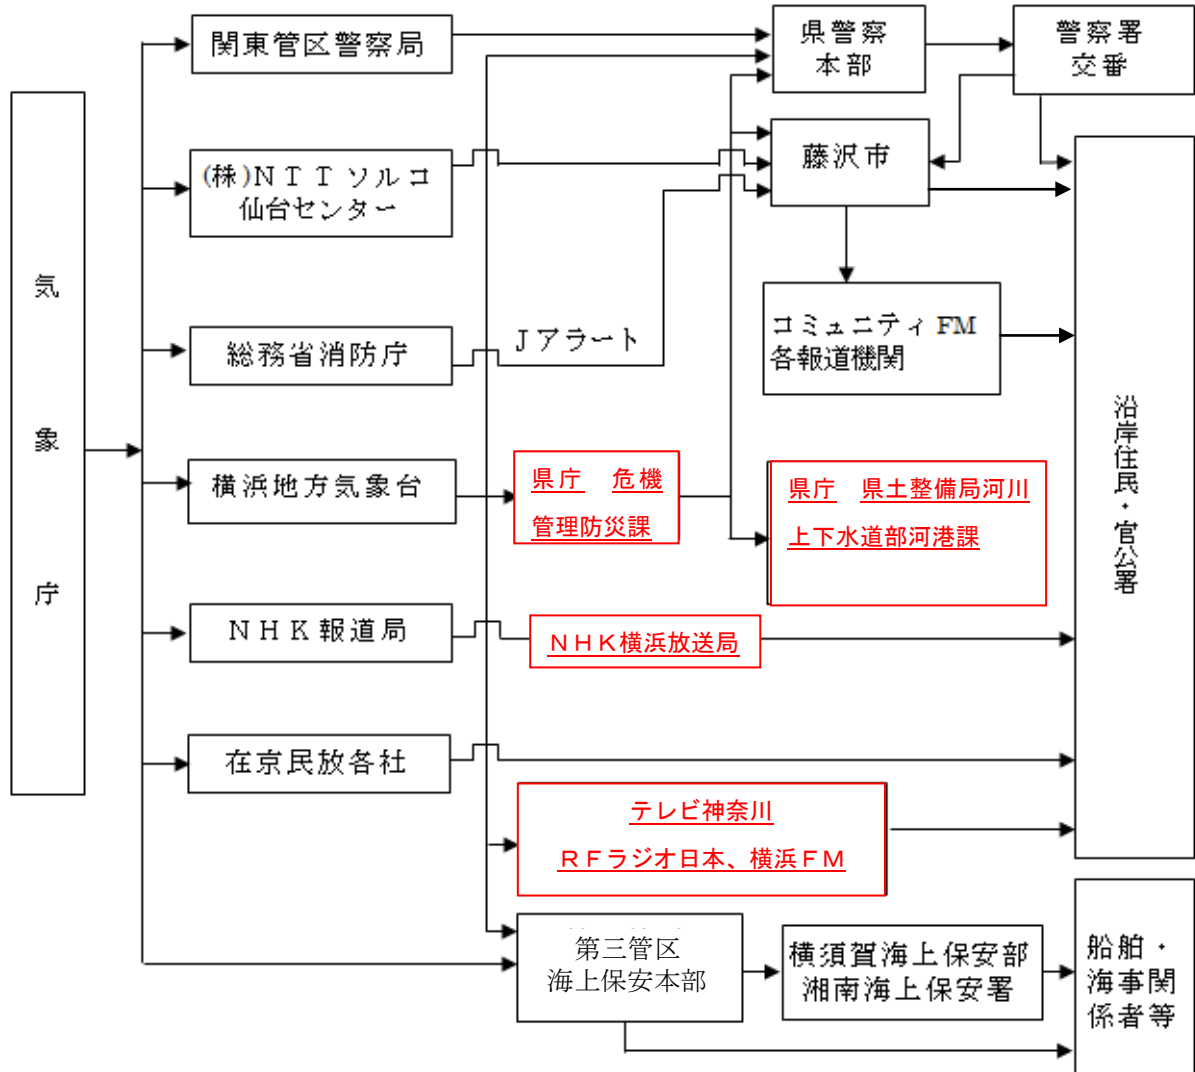 気象庁
関東管区警察局
(株)ＮＴＴソルコ
仙台センター
総務省消防庁
Ｊアラート
横浜地方気象台
ＮＨＫ報道局
在京民放各社
県庁　危機
管理防災課
ＮＨＫ横浜放送局
テレビ神奈川
ＲＦラジオ日本、横浜ＦＭ
第三管区
海上保安本部
県警察
本部
藤沢市
コミュニティ FM
各報道機関
県庁　県土整備局河川
上下水道部河港課
横須賀海上保安部
湘南海上保安署
警察署
交番
沿岸住民・官公署
船舶・
海事関
係者等